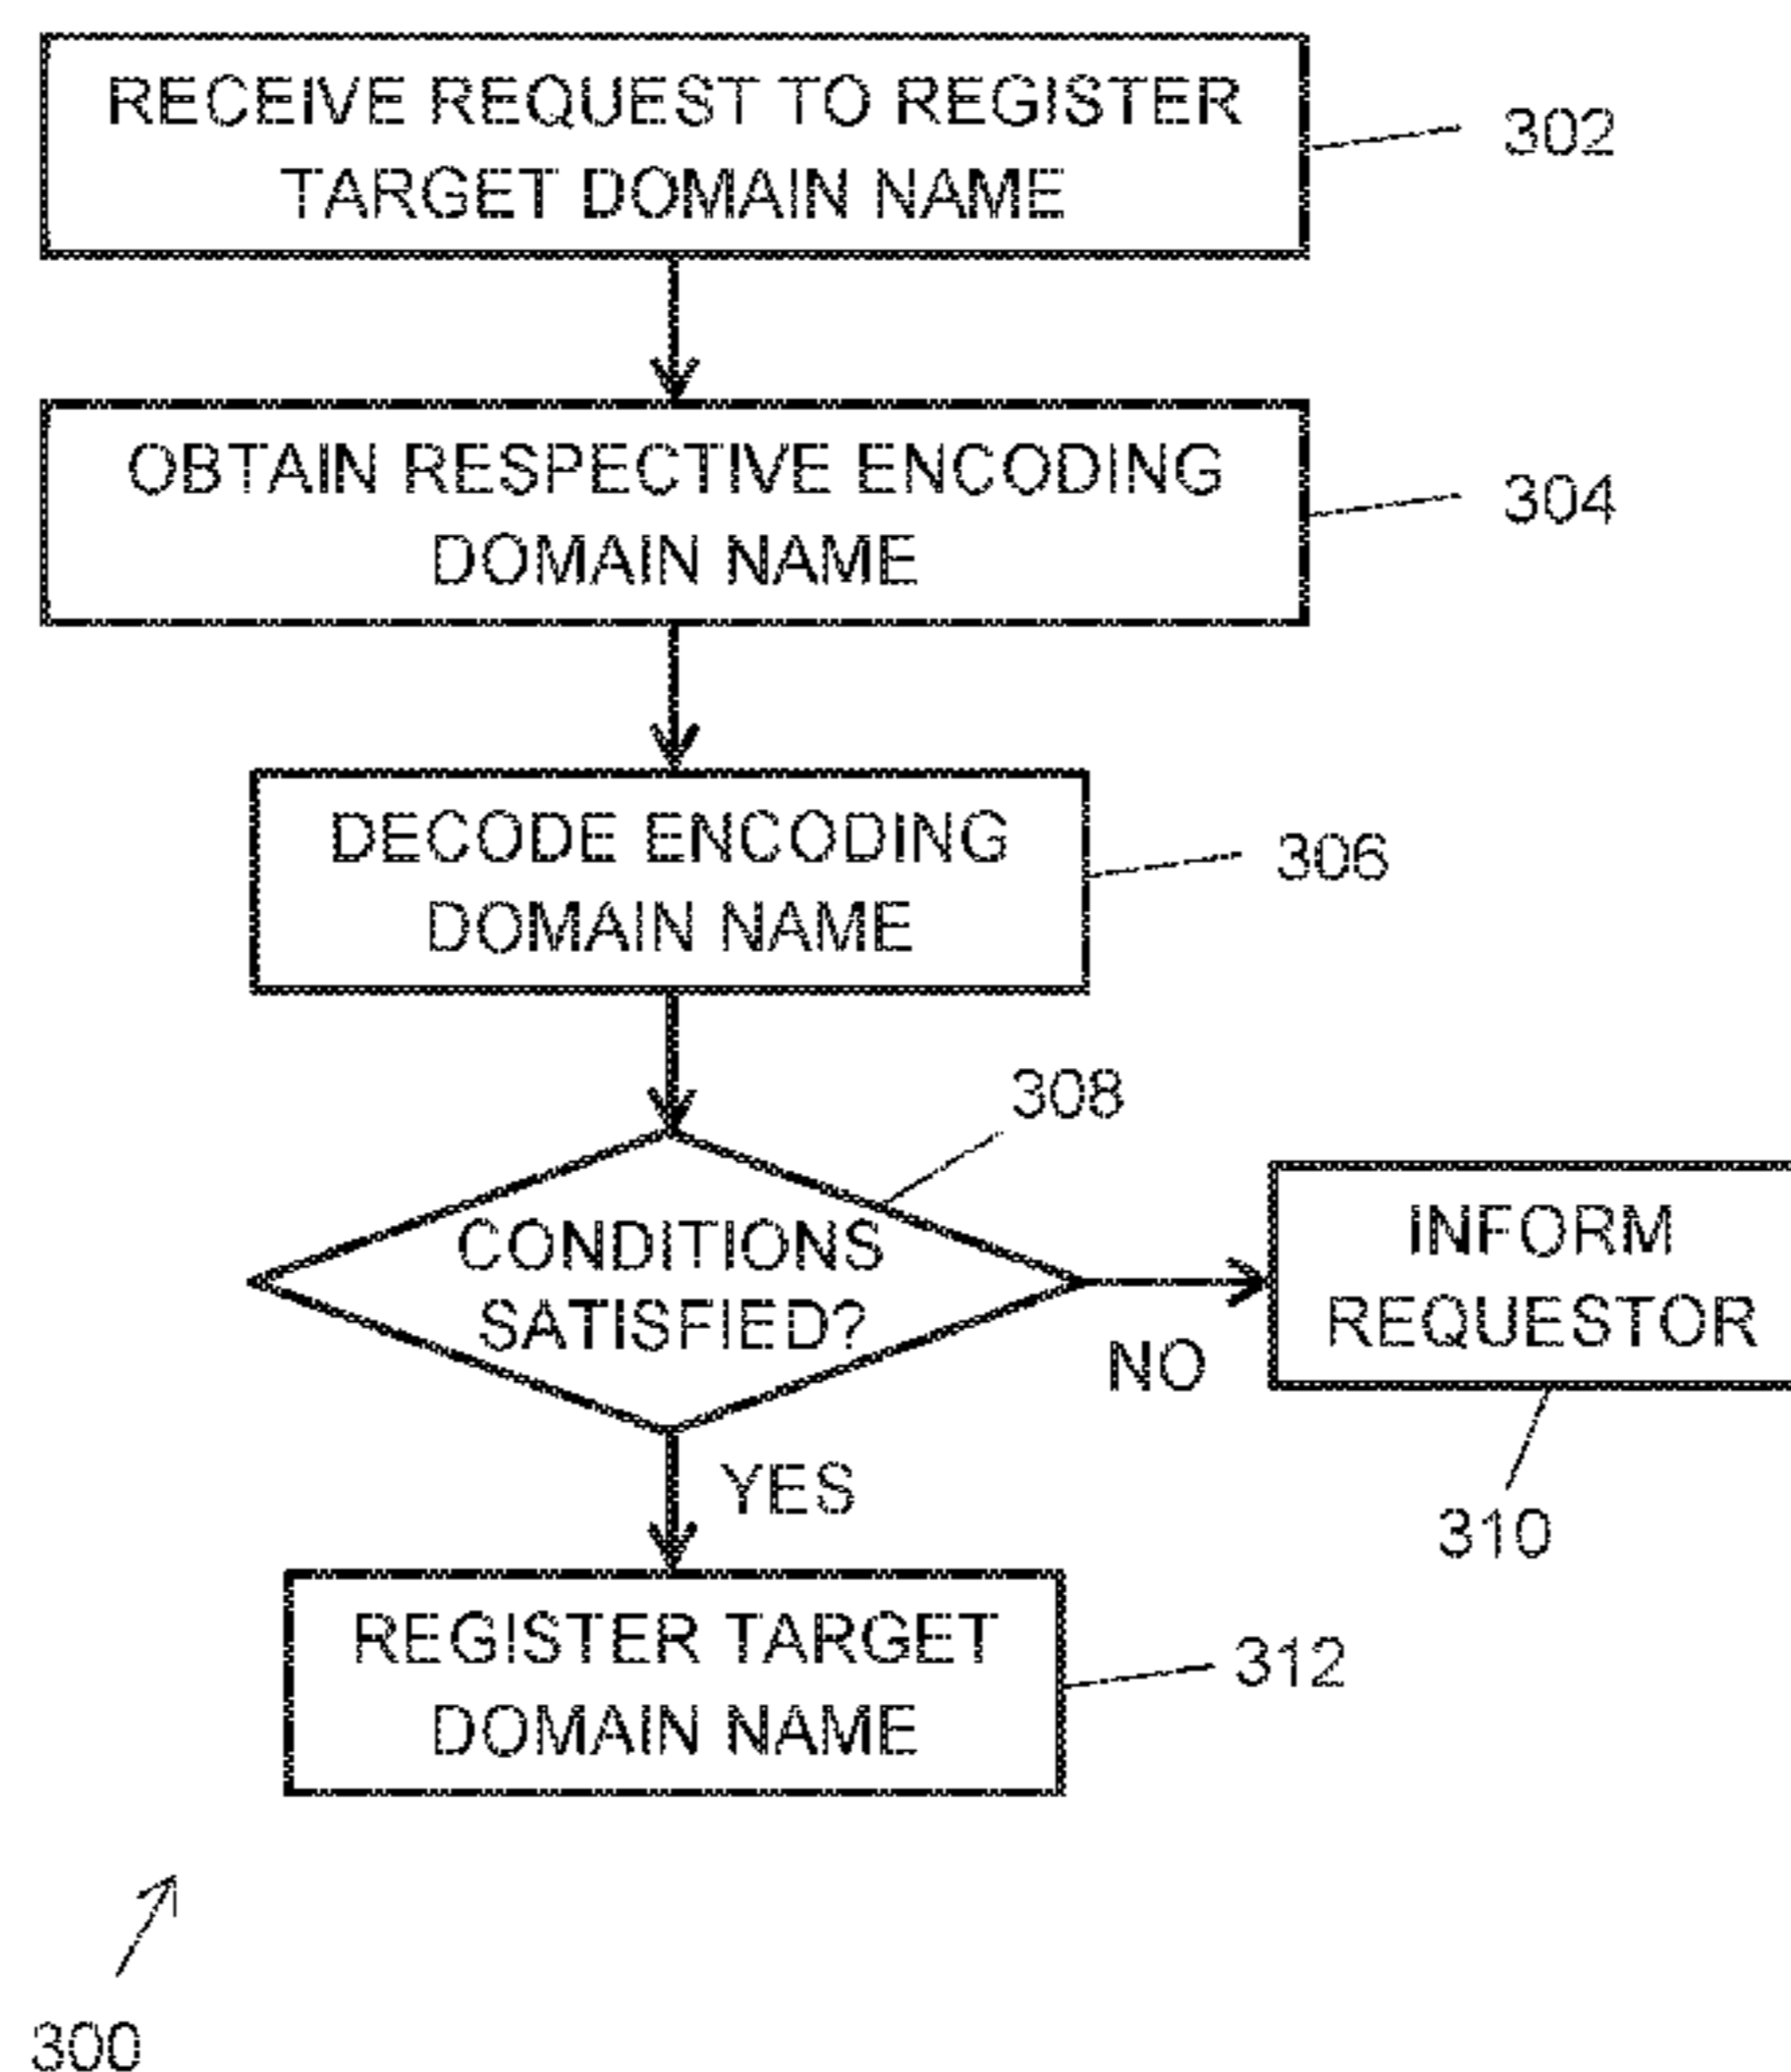 RECEIVE REQUEST TO REGISTER
TARGET DOMAIN NAME
302
OBTAIN RESPECTIVE ENCODING
DOMAIN NAME
304
DECODE ENCODING
DOMAIN NAME
306
308
CONDITIONS
SATISFIED?
NO
INFORM
REQUESTOR
310
YES
REGISTER TARGET
DOMAIN NAME
312
300